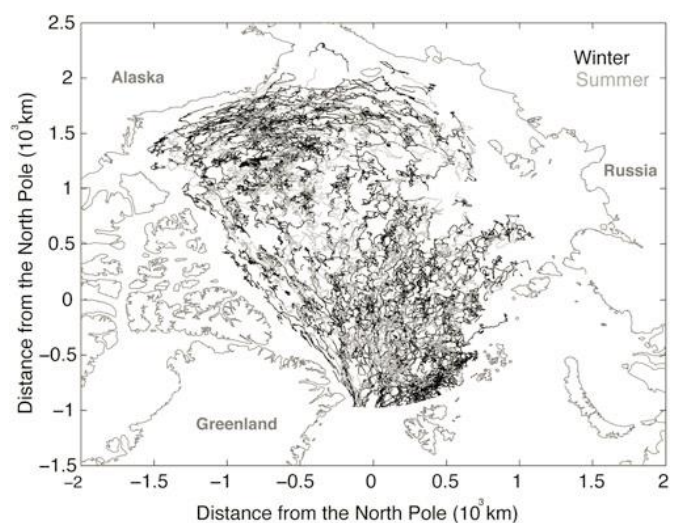 2.5
2
1.5
1
0.5
0
−0.5
−1
−1.5
Distance from the North Pole (10³km)
Alaska
Winter
Summer
Russia
Greenland
−2 −1.5 −1 −0.5 0 0.5 1 1.5 2
Distance from the North Pole (10³km)